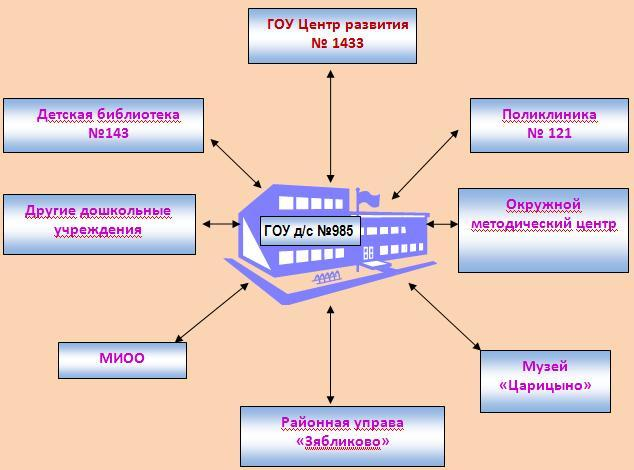 ГОУ Центр развития
№ 1433
Детская библиотека
№143
Поликлиника
№ 121
Другие дошкольные
учреждения
ГОУ д/с №985
Окружной
методический центр
МИОО
Музей
«Царицыно»
Районная управа
«Зябликово»